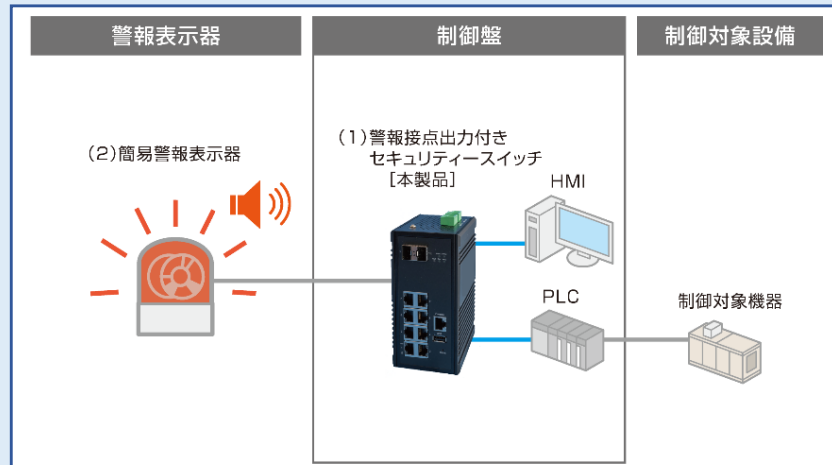 警報表示器
制御盤
制御対象設備
(2)簡易警報表示器
(1)警報接点出力付き
セキュリティースイッチ
[本製品]
HMI
PLC
制御対象機器